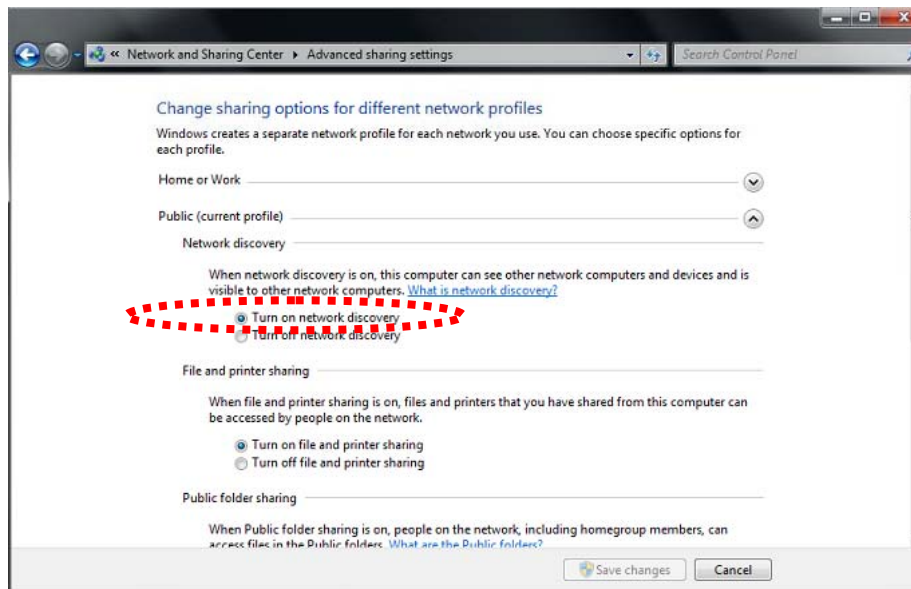 « Network and Sharing Center ▸ Advanced sharing settings
Search Control Panel
Change sharing options for different network profiles
Windows creates a separate network profile for each network you use. You can choose specific options for
each profile.
Home or Work
Public (current profile)
Network discovery
When network discovery is on, this computer can see other network computers and devices and is
visible to other network computers. What is network discovery?
Turn on network discovery
Turn off network discovery
File and printer sharing
When file and printer sharing is on, files and printers that you have shared from this computer can
be accessed by people on the network.
Turn on file and printer sharing
Turn off file and printer sharing
Public folder sharing
When Public folder sharing is on, people on the network, including homegroup members, can
access files in the Public folders. What are the Public folders?
Save changes
Cancel